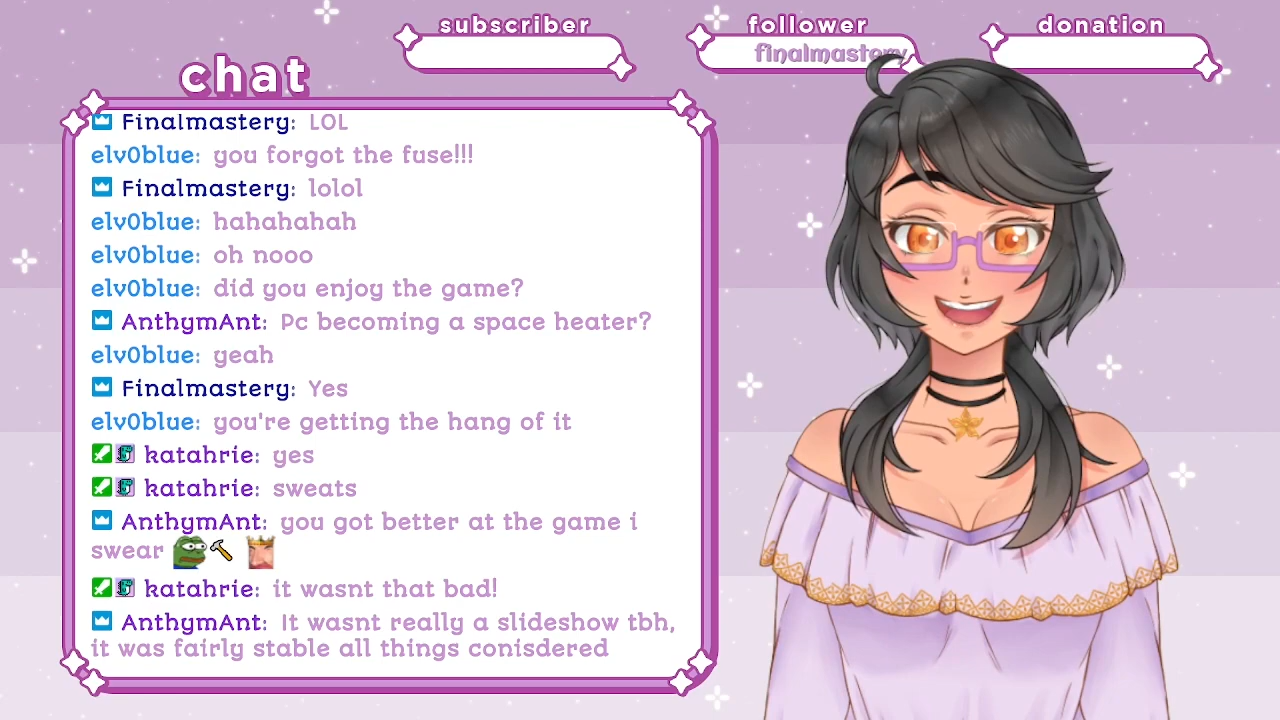 subscriber
follower
donation
finalmastery
chat
Finalmastery: LOL
elv0blue: you forgot the fuse!!!
Finalmastery: lolol
elv0blue: hahahahah
elv0blue: oh nooo
elv0blue: did you enjoy the game?
AnthymAnt: Pc becoming a space heater?
elv0blue: yeah
Finalmastery: Yes
elv0blue: you're getting the hang of it
katahrie: yes
katahrie: sweats
AnthymAnt: you got better at the game i
swear
katahrie: it wasnt that bad!
AnthymAnt: It wasnt really a slideshow tbh,
it was fairly stable all things conisdered